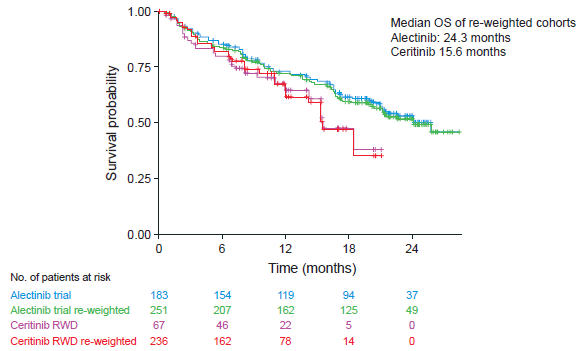 Median OS of re-weighted cohorts
Alectinib: 24.3 months
Ceritinib 15.6 months
Survival probability
1.00
0.75
0.50
0.25
0.00
0 6 12 18 24
Time (months)
No. of patients at risk
Alectinib trial 183 154 119 94 37
Alectinib trial re-weighted 251 207 162 125 49
Ceritinib RWD 67 46 22 5 0
Ceritinib RWD re-weighted 236 162 78 14 0